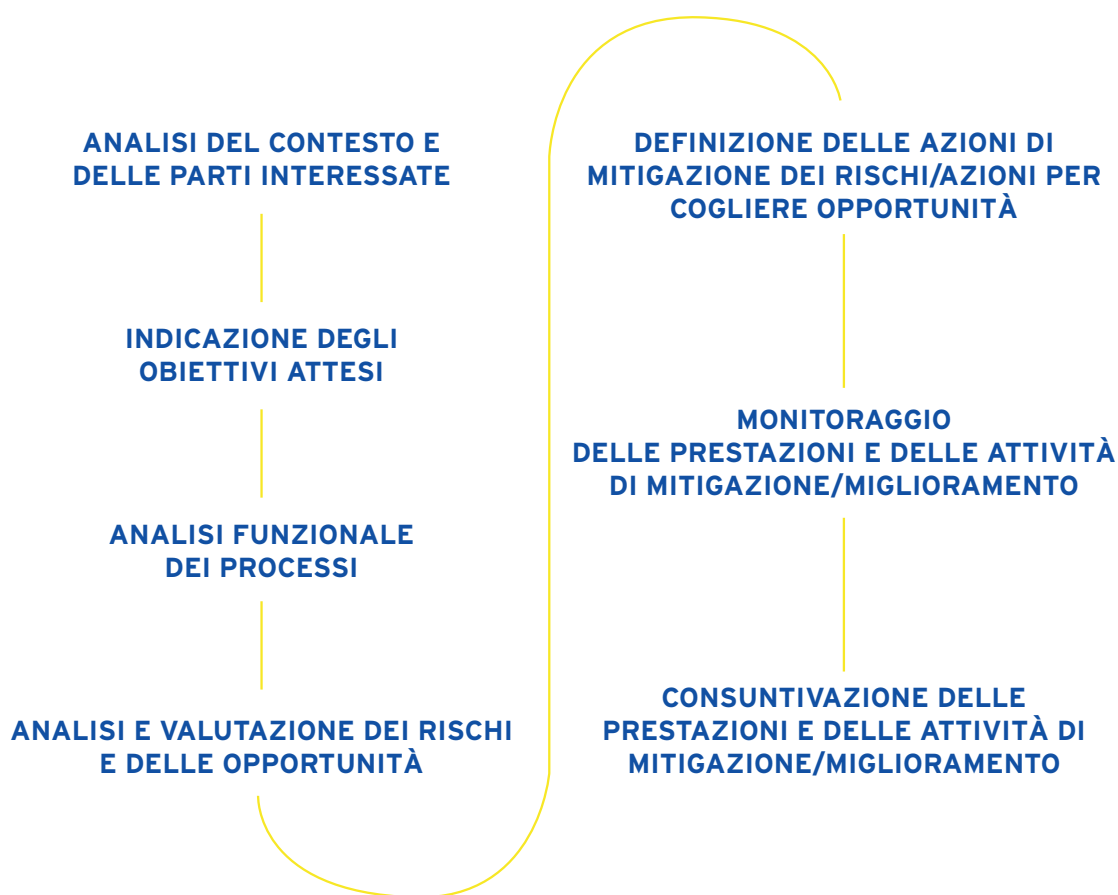 ANALISI DEL CONTESTO E
DELLE PARTI INTERESSATE
INDICAZIONE DEGLI
OBIETTIVI ATTESI
ANALISI FUNZIONALE
DEI PROCESSI
ANALISI E VALUTAZIONE DEI RISCHI
E DELLE OPPORTUNITÀ
DEFINIZIONE DELLE AZIONI DI
MITIGAZIONE DEI RISCHI/AZIONI PER
COGLIERE OPPORTUNITÀ
MONITORAGGIO
DELLE PRESTAZIONI E DELLE ATTIVITÀ
DI MITIGAZIONE/MIGLIORAMENTO
CONSUNTIVAZIONE DELLE
PRESTAZIONI E DELLE ATTIVITÀ DI
MITIGAZIONE/MIGLIORAMENTO